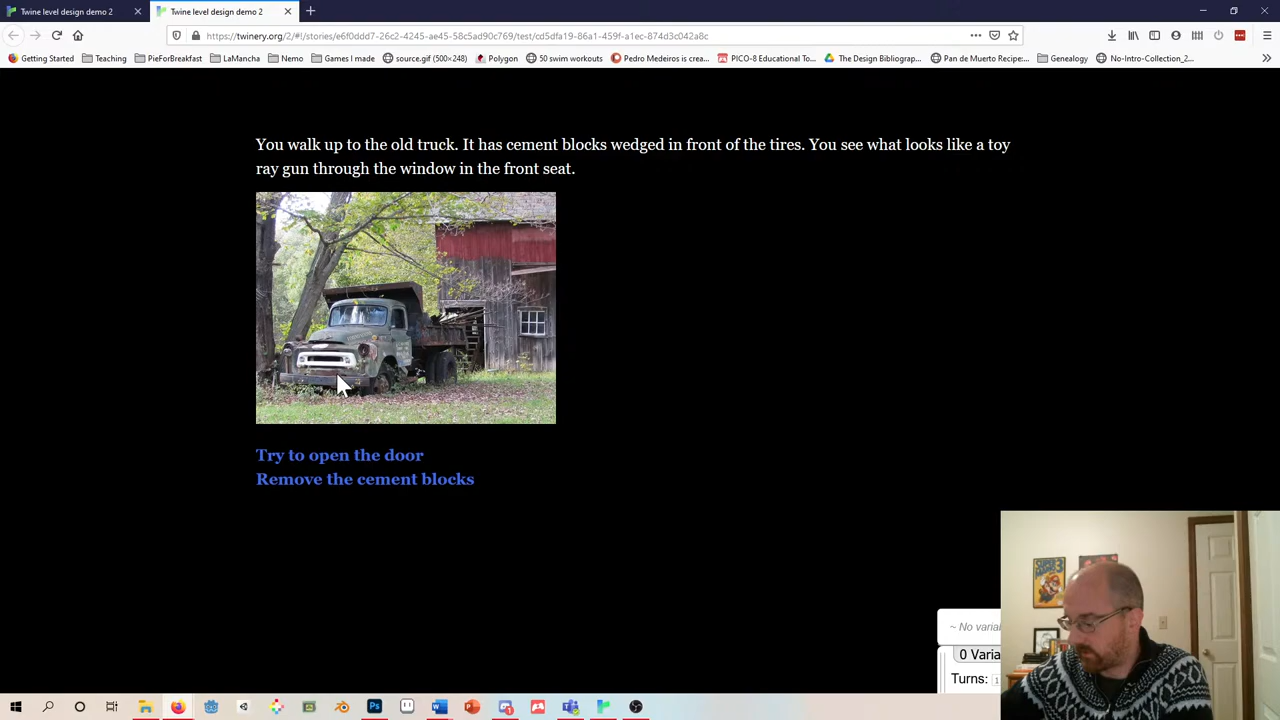 Twine level design demo 2
Twine level design demo 2
https://twinery.org/2/#!/stories/e6f0ddd7-26c2-4245-ae45-58c5ad90c769/test/cd5dfa19-86a1-459f-a1ec-874d3c042a8c
Getting Started Teaching PieForBreakfast LaMancha Nemo Games I made source.gif (500×248) Polygon 50 swim workouts Pedro Medeiros is crea... PICO-8 Educational To... The Design Bibliograp... Pan de Muerto Recipe:... Genealogy No-Intro-Collection_2...
You walk up to the old truck. It has cement blocks wedged in front of the tires. You see what looks like a toy
ray gun through the window in the front seat.
Try to open the door
Remove the cement blocks
~ No varia
0 Varia
Turns: 1